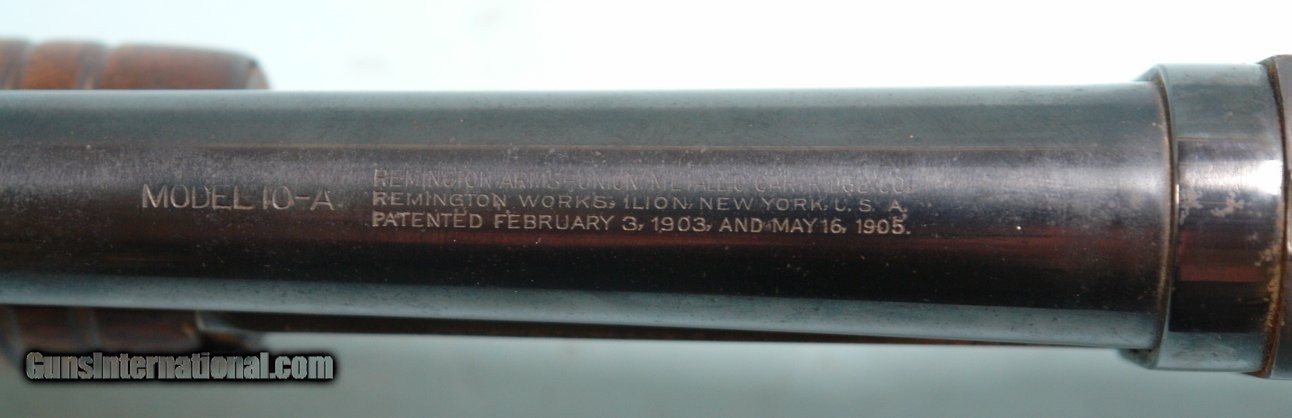 MODEL 10-A.
REMINGTON ARMS-UNION METALLIC CARTRIDGE CO.
REMINGTON WORKS, ILION, NEW YORK, U.S.A.
PATENTED FEBRUARY 3, 1903, AND MAY 16, 1905.
GunsInternational.com